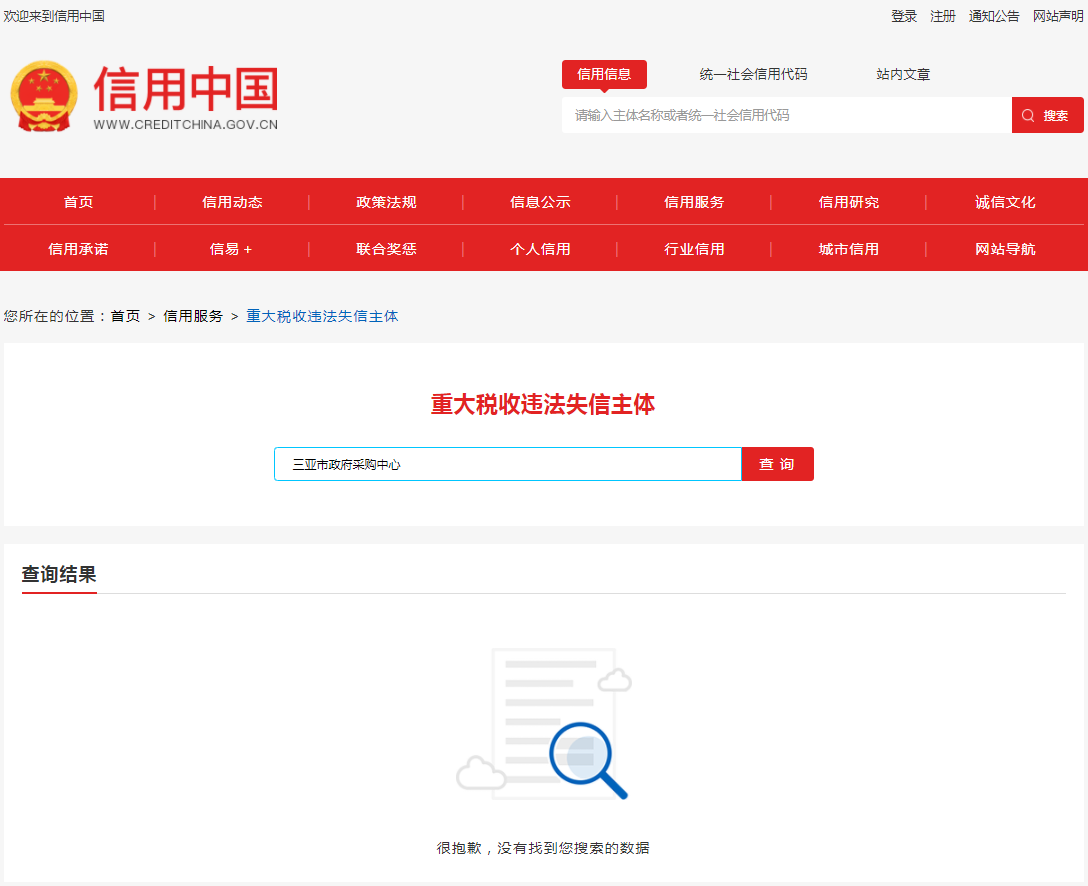 欢迎来到信用中国 登录 注册 通知公告 网站声明
信用中国
WWW.CREDITCHINA.GOV.CN
信用信息 统一社会信用代码 站内文章
请输入主体名称或者统一社会信用代码 搜索
首页 | 信用动态 | 政策法规 | 信息公示 | 信用服务 | 信用研究 | 诚信文化
信用承诺 | 信易+ | 联合奖惩 | 个人信用 | 行业信用 | 城市信用 | 网站导航
您所在的位置：首页 > 信用服务 > 重大税收违法失信主体
重大税收违法失信主体
三亚市政府采购中心 查 询
查询结果
很抱歉，没有找到您搜索的数据